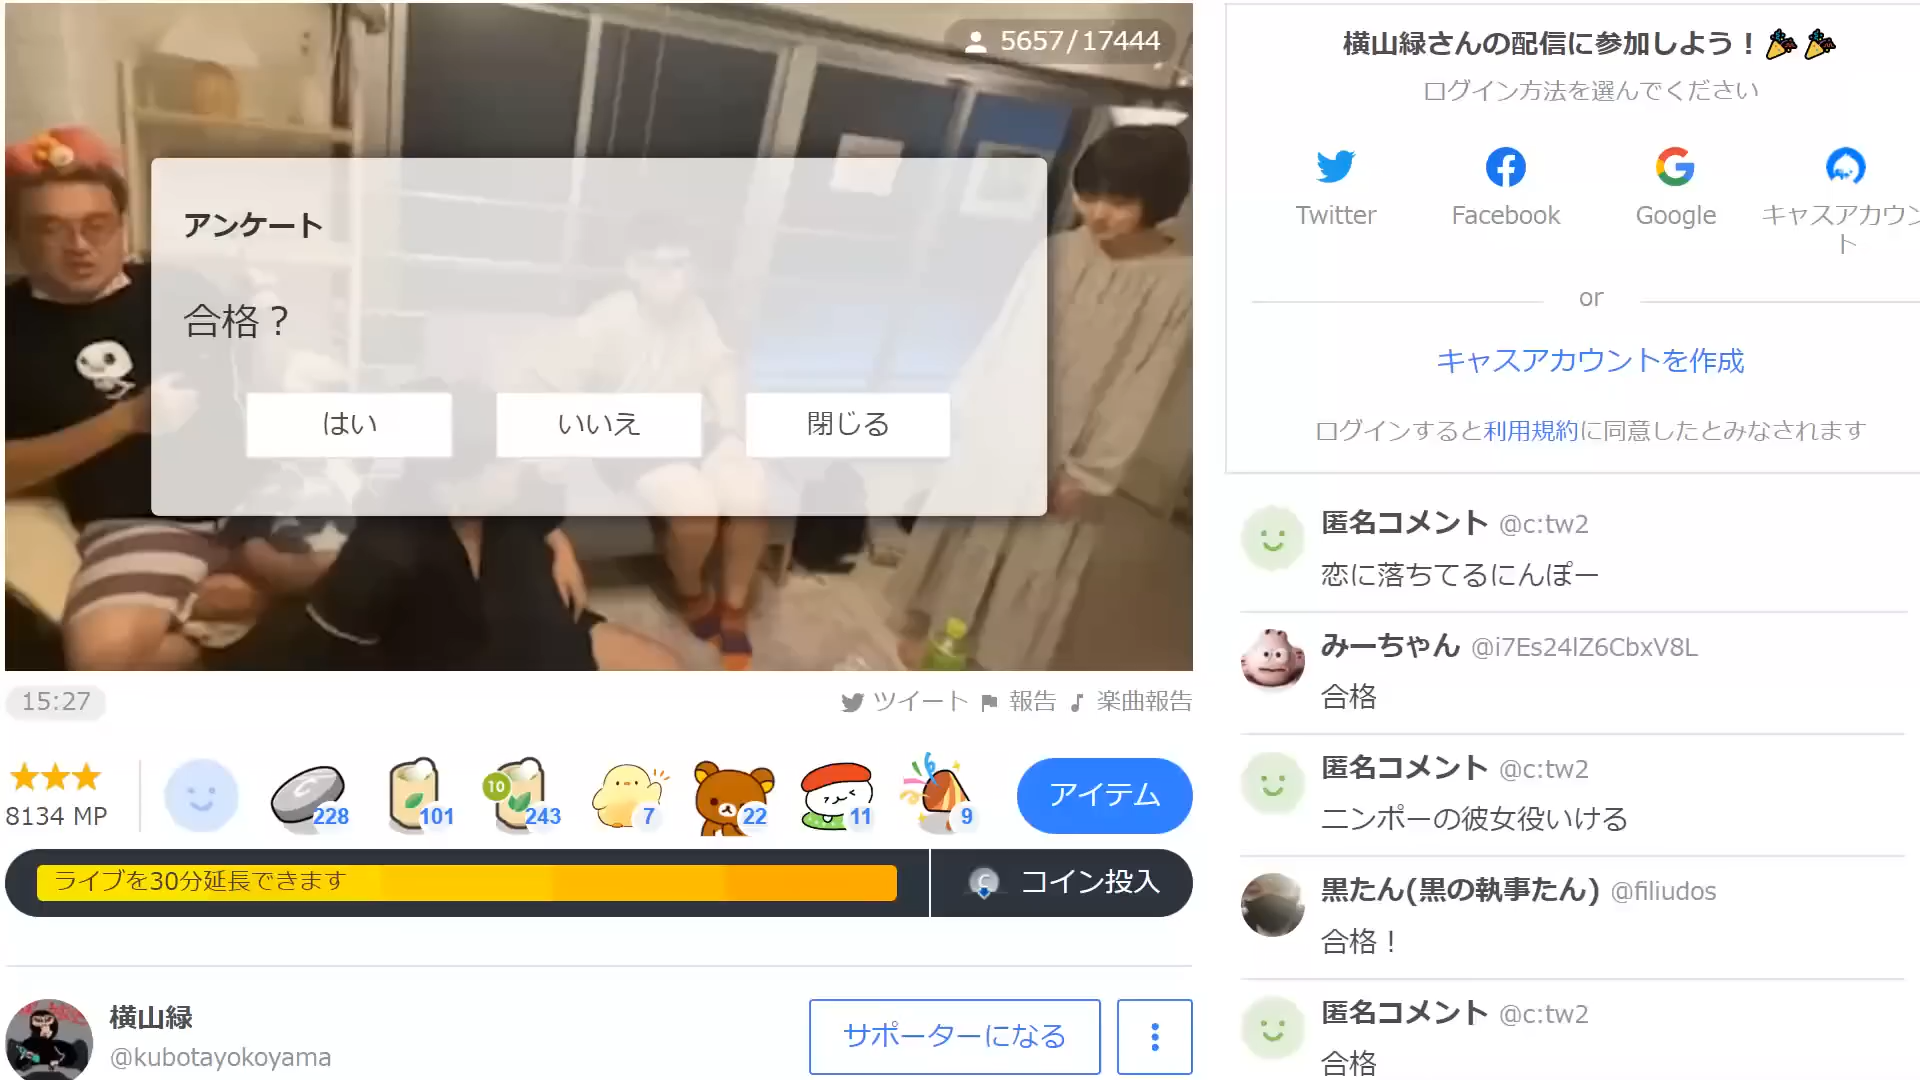 5657/17444
アンケート
合格？
はい
いいえ
閉じる
15:27
ツイート
報告
楽曲報告
8134 MP
228
101
10
243
7
22
11
9
アイテム
ライブを30分延長できます
コイン投入
横山緑
@kubotayokoyama
サポーターになる
横山緑さんの配信に参加しよう！
ログイン方法を選んでください
Twitter
Facebook
Google
キャスアカウン
ト
or
キャスアカウントを作成
ログインすると利用規約に同意したとみなされます
匿名コメント @c:tw2
恋に落ちてるにんぽー
みーちゃん @i7Es24lZ6CbxV8L
合格
匿名コメント @c:tw2
ニンポーの彼女役いける
黒たん(黒の執事たん) @filiudos
合格！
匿名コメント @c:tw2
合格